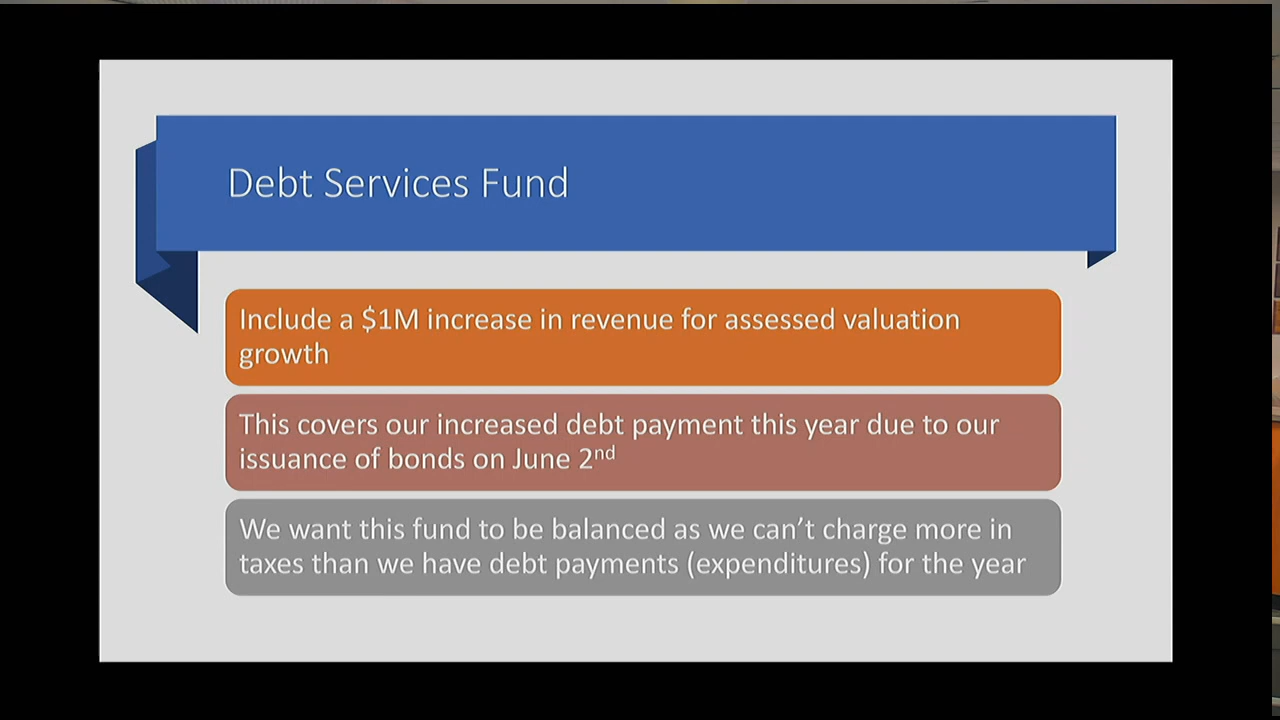 Debt Services Fund
Include a $1M increase in revenue for assessed valuation
growth
This covers our increased debt payment this year due to our
issuance of bonds on June 2nd
We want this fund to be balanced as we can’t charge more in
taxes than we have debt payments (expenditures) for the year